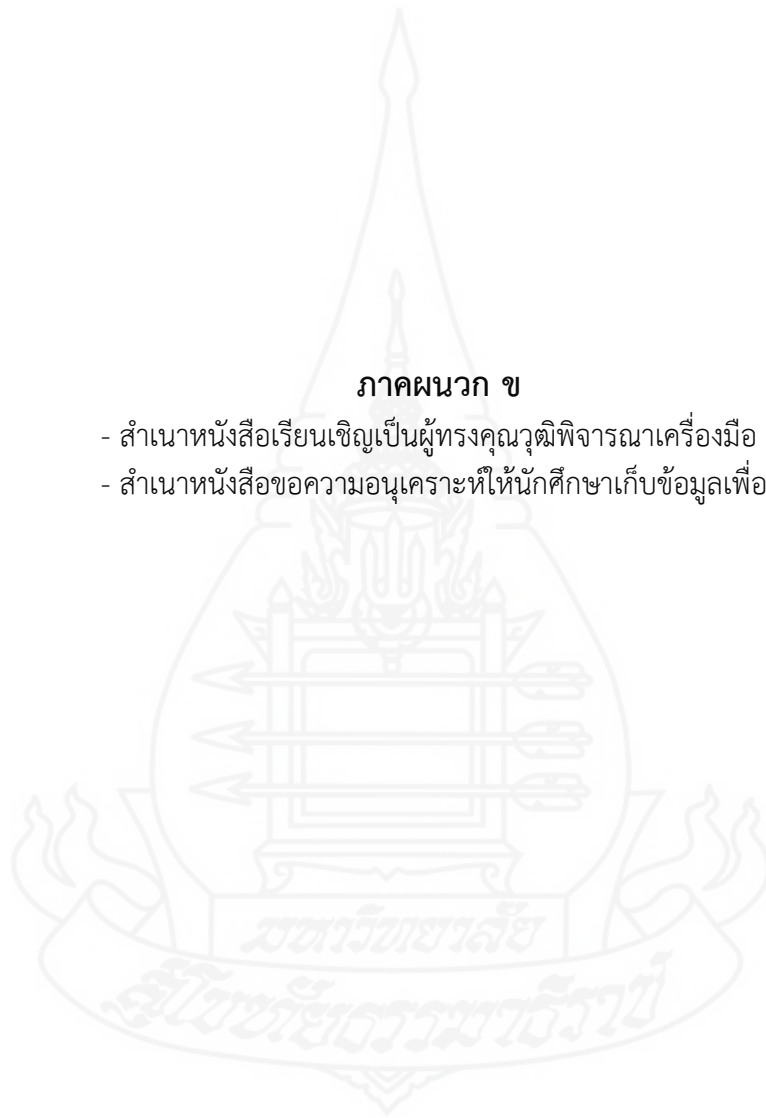 ภาคผนวก ข
- สำเนาหนังสือเรียนเชิญเป็นผู้ทรงคุณวุฒิพิจารณาเครื่องมือ
- สำเนาหนังสือขอความอนุเคราะห์ให้นักศึกษาเก็บข้อมูลเพื่อ
มหาวิทยาลัย
สุโขทัยธรรมาธิราช